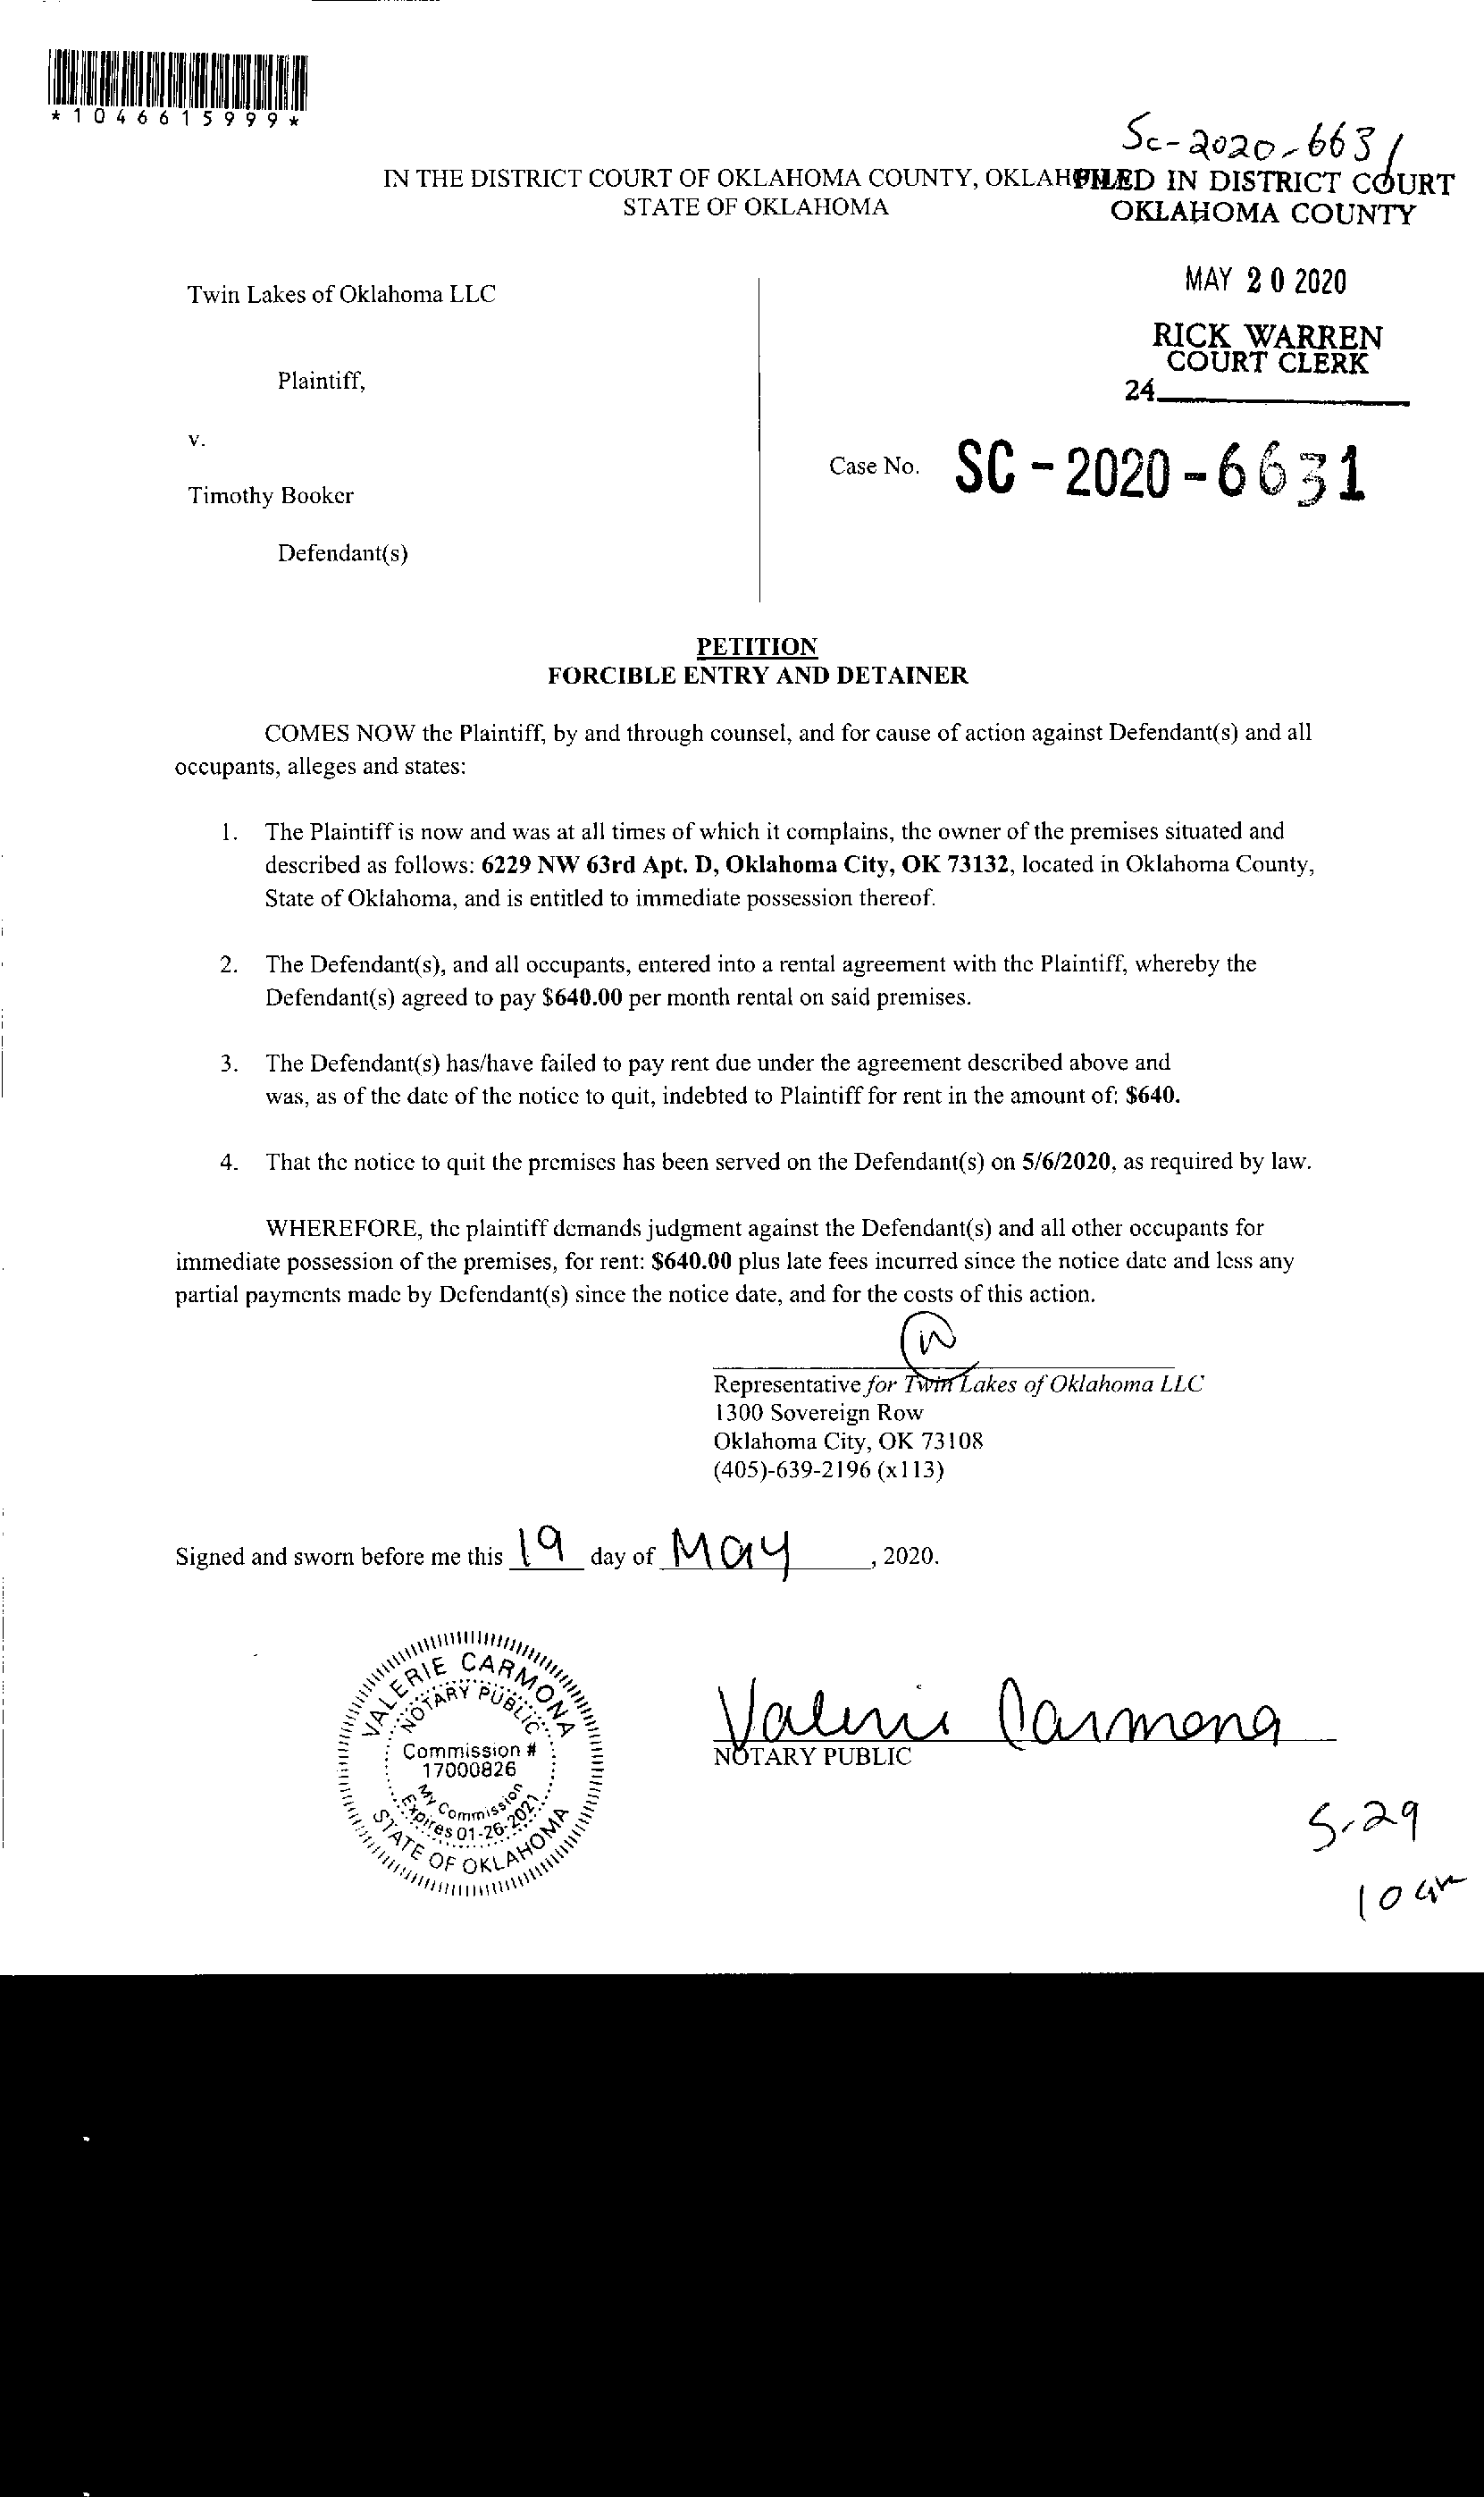 *1046615999*
Sc-2020-6631
IN THE DISTRICT COURT OF OKLAHOMA COUNTY,
FILED IN DISTRICT COURT
STATE OF OKLAHOMA
OKLAHOMA COUNTY
MAY 20 2020
Twin Lakes of Oklahoma LLC
RICK WARREN
COURT CLERK
Plaintiff,
24
v.
Case No. SC-2020-6631
Timothy Booker
Defendant(s)
PETITION
FORCIBLE ENTRY AND DETAINER
COMES NOW the Plaintiff, by and through counsel, and for cause of action against Defendant(s) and all
occupants, alleges and states:
1. The Plaintiff is now and was at all times of which it complains, the owner of the premises situated and
described as follows: 6229 NW 63rd Apt. D, Oklahoma City, OK 73132, located in Oklahoma County,
State of Oklahoma, and is entitled to immediate possession thereof.
2. The Defendant(s), and all occupants, entered into a rental agreement with the Plaintiff, whereby the
Defendant(s) agreed to pay $640.00 per month rental on said premises.
3. The Defendant(s) has/have failed to pay rent due under the agreement described above and
was, as of the date of the notice to quit, indebted to Plaintiff for rent in the amount of: $640.
4. That the notice to quit the premises has been served on the Defendant(s) on 5/6/2020, as required by law.
WHEREFORE, the plaintiff demands judgment against the Defendant(s) and all other occupants for
immediate possession of the premises, for rent: $640.00 plus late fees incurred since the notice date and less any
partial payments made by Defendant(s) since the notice date, and for the costs of this action.
Representative for Twin Lakes of Oklahoma LLC
1300 Sovereign Row
Oklahoma City, OK 73108
(405)-639-2196 (x113)
Signed and sworn before me this 19 day of May, 2020.
VALERIE CARMONA
NOTARY PUBLIC
Commission #
17000826
My Commission
Expires 01-26-2021
STATE OF OKLAHOMA
Valerie Carmona
NOTARY PUBLIC
5-29
10 am